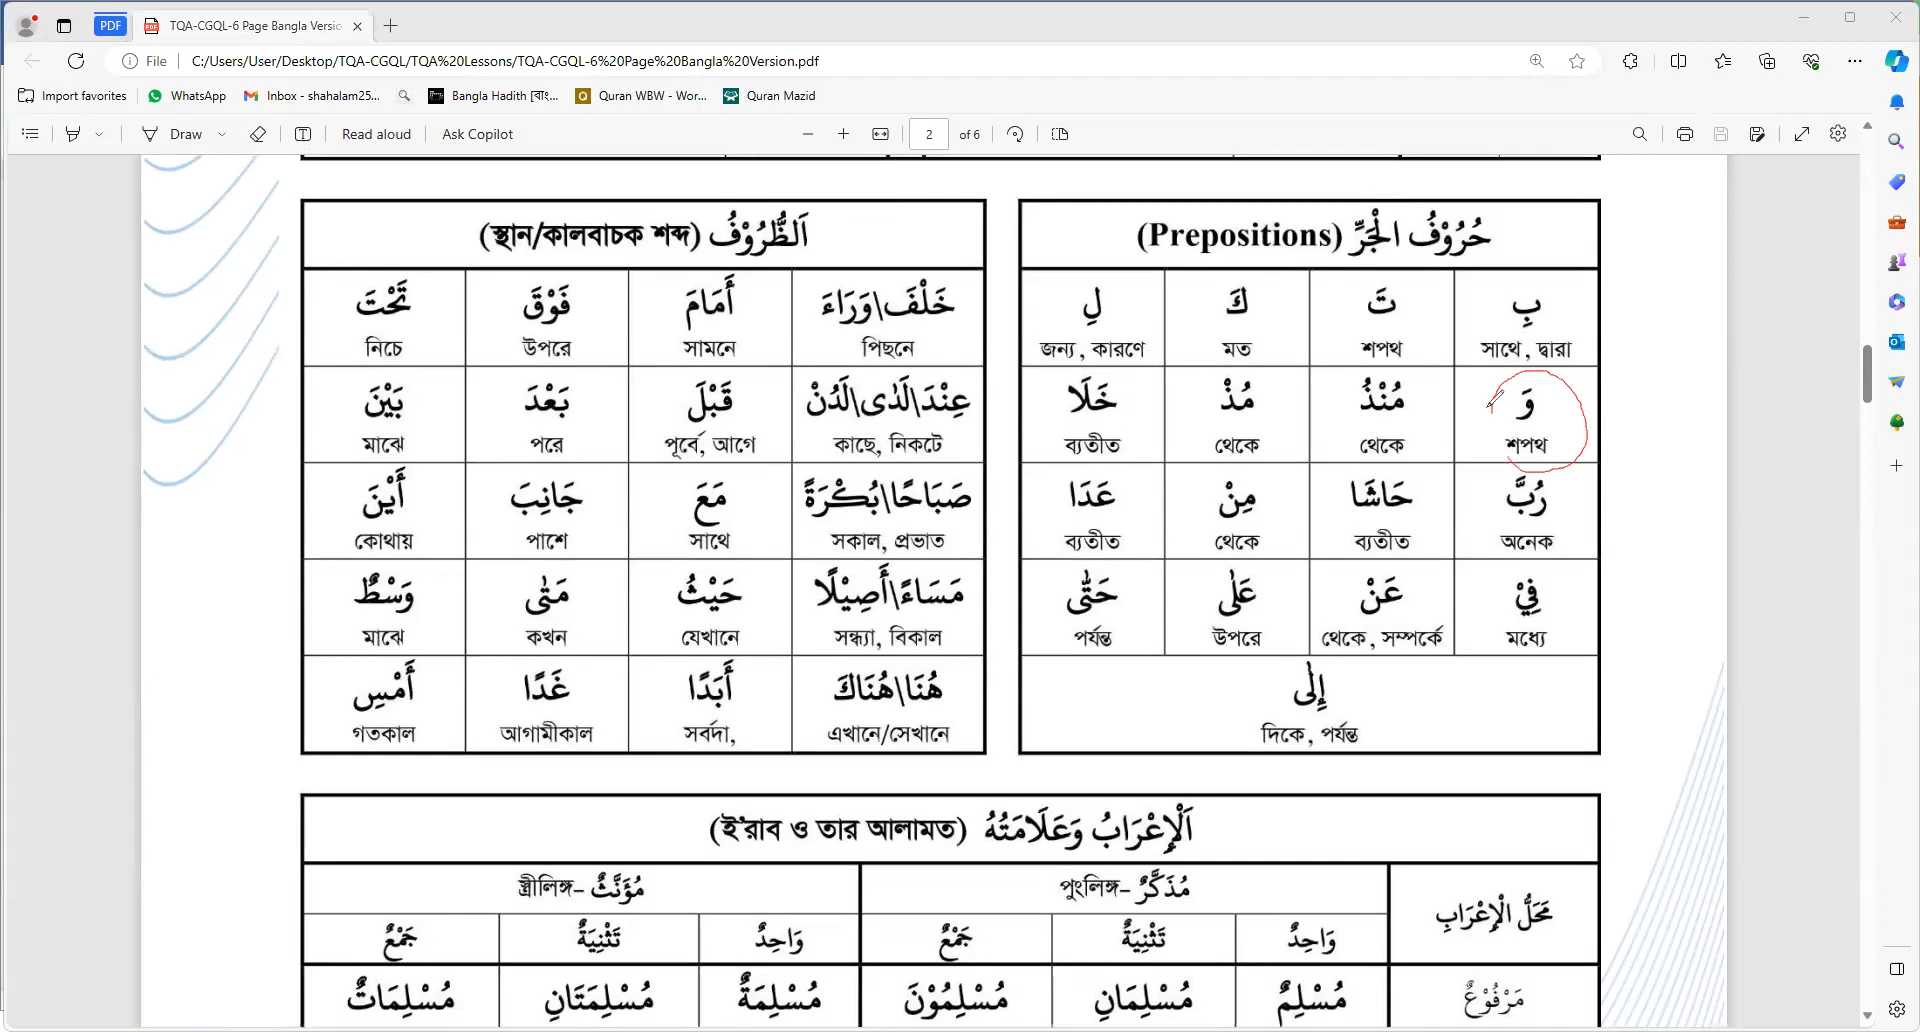 PDF
TQA-CGQL-6 Page Bangla Versio
File
C:/Users/User/Desktop/TQA-CGQL/TQA%20Lessons/TQA-CGQL-6%20Page%20Bangla%20Version.pdf
Import favorites
WhatsApp
Inbox - shahalam25...
Bangla Hadith [বাং...
Quran WBW - Wor...
Quran Mazid
Draw
Read aloud
Ask Copilot
2
of 6
اَلظُّرُوْفُ (স্থান/কালবাচক শব্দ)
خَلْفَ\وَرَاءَ أَمَامَ فَوْقَ تَحْتَ
পিছনে সামনে উপরে নিচে
عِنْدَ\لَدٰى\لَدُنْ قَبْلَ بَعْدَ بَيْنَ
কাছে, নিকটে পূর্বে, আগে পরে মাঝে
صَبَاحًا\بُكْرَةً مَعَ جَانِبَ أَيْنَ
সকাল, প্রভাত সাথে পাশে কোথায়
مَسَاءً\أَصِيْلًا حَيْثُ مَتٰى وَسْطٌ
সন্ধ্যা, বিকাল যেখানে কখন মাঝে
هُنَا\هُنَاكَ أَبَدًا غَدًا أَمْسِ
এখানে/সেখানে সর্বদা, আগামীকাল গতকাল
حُرُوْفُ الْجَرِّ (Prepositions)
بِ تَ كَ لِ
সাথে, দ্বারা শপথ মত জন্য, কারণে
وَ مُنْذُ مُذْ خَلَا
শপথ থেকে থেকে ব্যতীত
رُبَّ حَاشَا مِنْ عَدَا
অনেক ব্যতীত থেকে ব্যতীত
فِيْ عَنْ عَلٰى حَتّٰى
মধ্যে থেকে, সম্পর্কে উপরে পর্যন্ত
إِلٰى
দিকে, পর্যন্ত
اَلْإِعْرَابُ وَعَلَامَتُهُ (ই'রাব ও তার আলামত)
مَحَلُّ الْإِعْرَابِ
مُذَكَّرٌ -পুংলিঙ্গ
مُؤَنَّثٌ -স্ত্রীলিঙ্গ
وَاحِدٌ تَثْنِيَةٌ جَمْعٌ وَاحِدٌ تَثْنِيَةٌ جَمْعٌ
مَرْفُوْعٌ مُسْلِمٌ مُسْلِمَانِ مُسْلِمُوْنَ مُسْلِمَةٌ مُسْلِمَتَانِ مُسْلِمَاتٌ